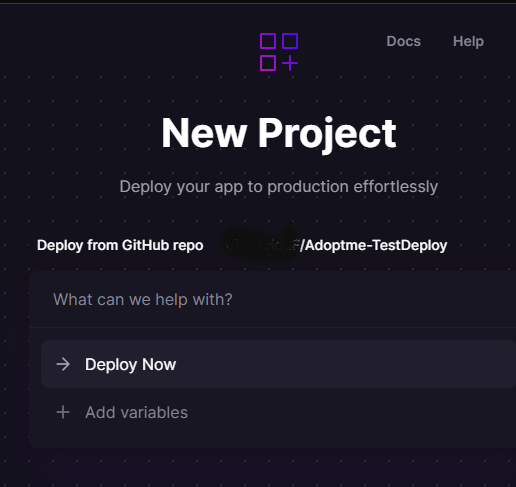 Docs Help
New Project
Deploy your app to production effortlessly
Deploy from GitHub repo /Adoptme-TestDeploy
What can we help with?
Deploy Now
Add variables